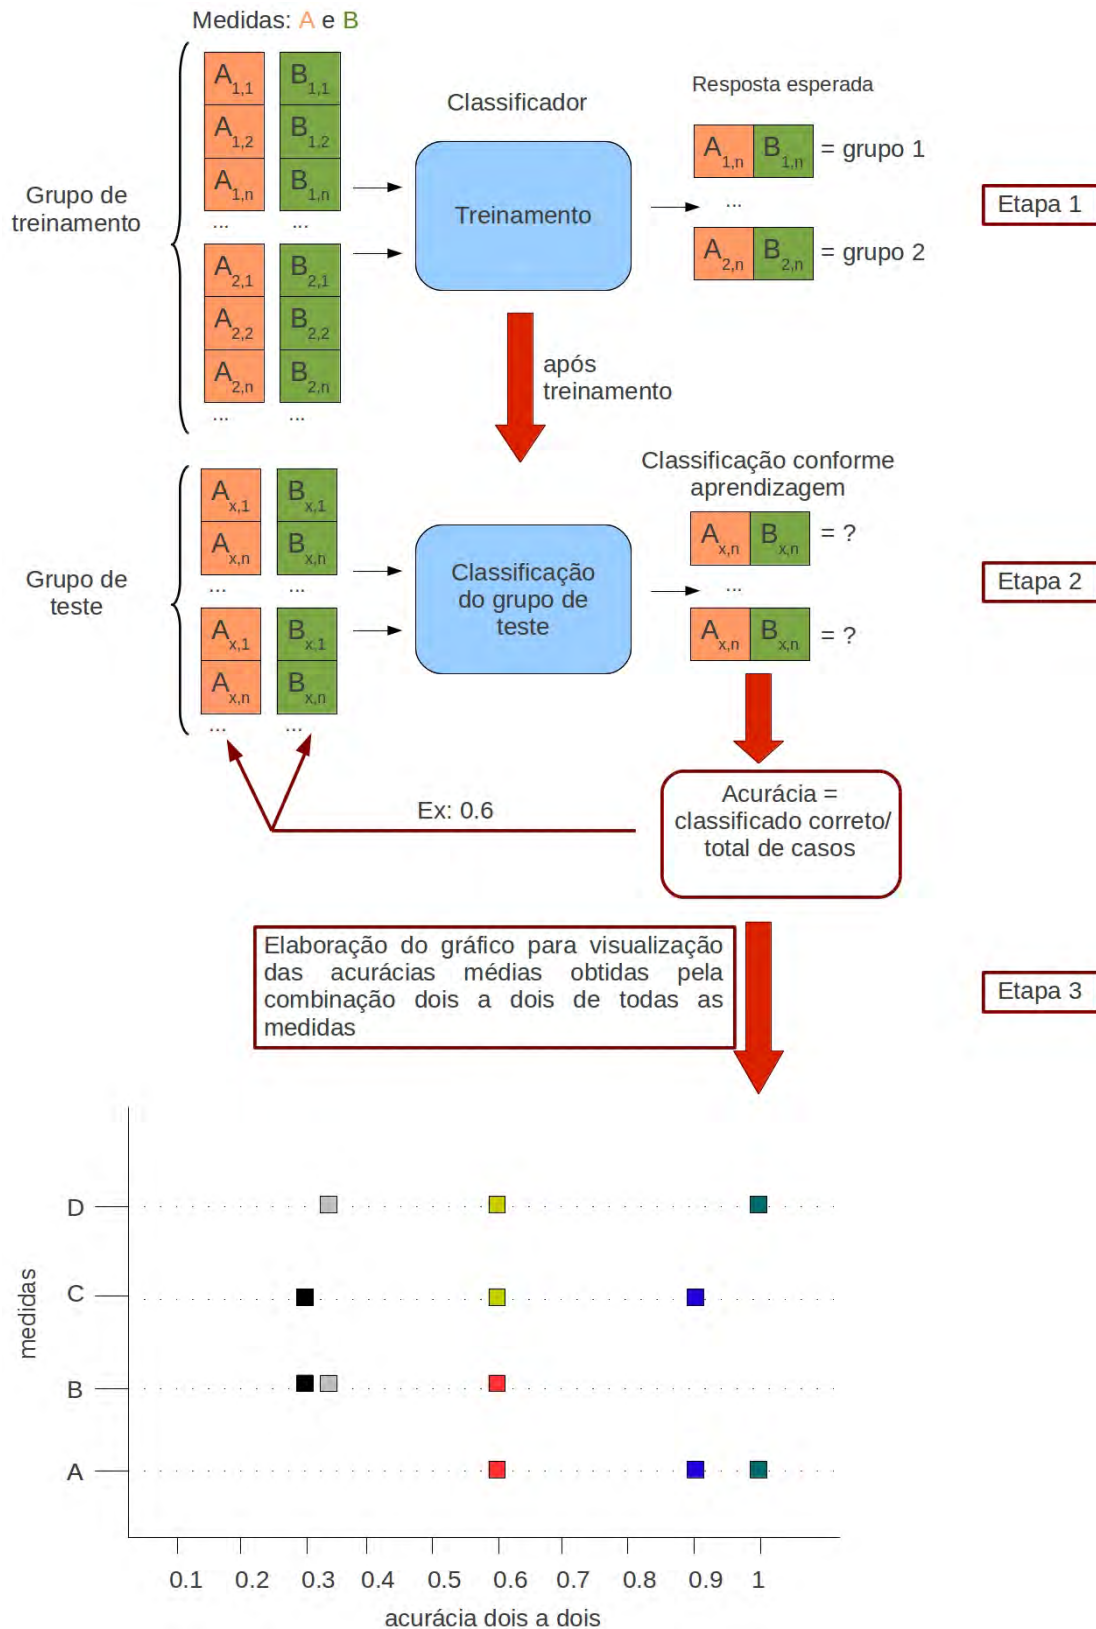 Medidas: A e B
Grupo de
treinamento
A1,1 B1,1
A1,2 B1,2
A1,n B1,n
... ...
A2,1 B2,1
A2,2 B2,2
A2,n B2,n
... ...
Classificador
Treinamento
Resposta esperada
A1,n B1,n = grupo 1
...
A2,n B2,n = grupo 2
Etapa 1
após
treinamento
Grupo de
teste
Ax,1 Bx,1
Ax,n Bx,n
... ...
Ax,1 Bx,1
Ax,n Bx,n
... ...
Classificação
do grupo de
teste
Classificação conforme
aprendizagem
Ax,n Bx,n = ?
...
Ax,n Bx,n = ?
Etapa 2
Ex: 0.6
Acurácia =
classificado correto/
total de casos
Elaboração do gráfico para visualização
das acurácias médias obtidas pela
combinação dois a dois de todas as
medidas
Etapa 3
medidas
D
C
B
A
0.1 0.2 0.3 0.4 0.5 0.6 0.7 0.8 0.9 1
acurácia dois a dois